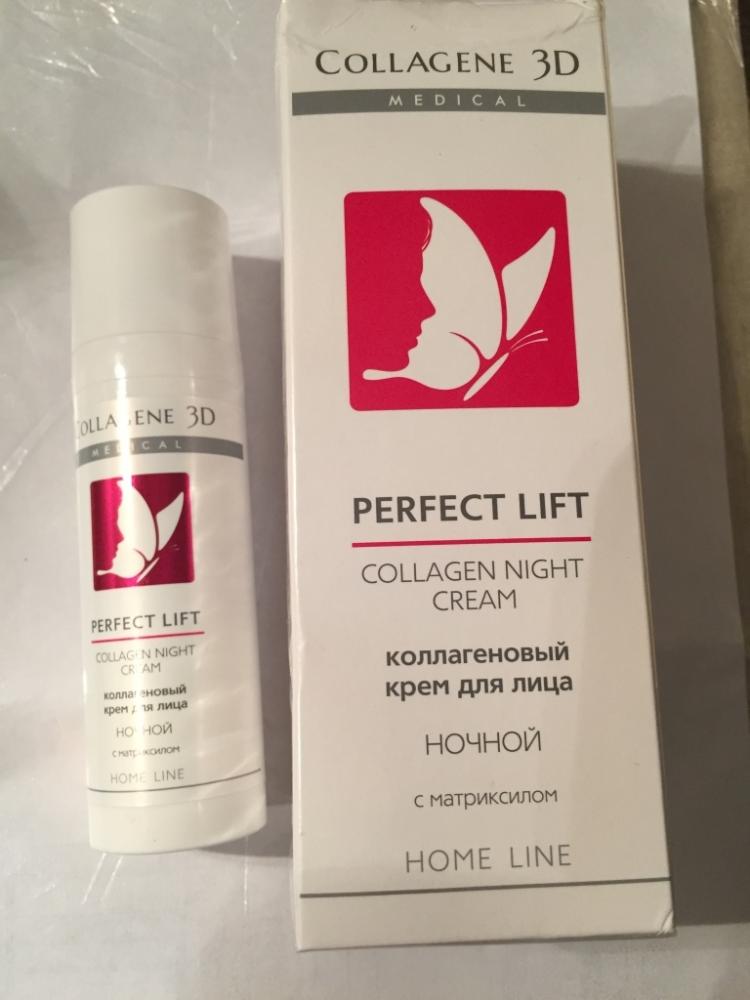 COLLAGENE 3D
MEDICAL
PERFECT LIFT
COLLAGEN NIGHT
CREAM
коллагеновый
крем для лица
НОЧНОЙ
с матриксилом
HOME LINE
COLLAGENE 3D
MEDICAL
PERFECT LIFT
COLLAGEN NIGHT
CREAM
коллагеновый
крем для лица
НОЧНОЙ
с матриксилом
HOME LINE